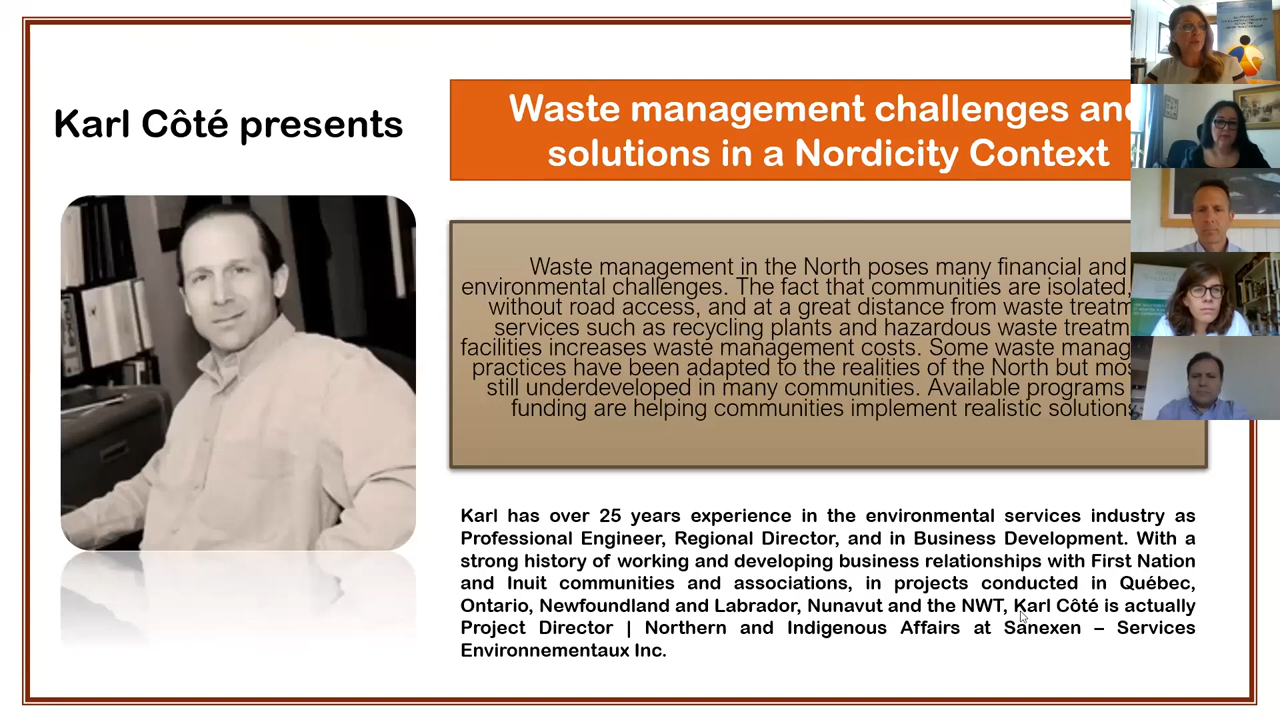 Karl Côté presents
Waste management challenges and
solutions in a Nordicity Context
Waste management in the North poses many financial and
environmental challenges. The fact that communities are isolated,
without road access, and at a great distance from waste
services such as recycling plants and hazardous waste
facilities increases waste management costs. Some waste
practices have been adapted to the realities of the North but
still underdeveloped in many communities. Available programs
funding are helping communities implement realistic solutions
Karl has over 25 years experience in the environmental services industry as
Professional Engineer, Regional Director, and in Business Development. With a
strong history of working and developing business relationships with First Nation
and Inuit communities and associations, in projects conducted in Québec,
Ontario, Newfoundland and Labrador, Nunavut and the NWT, Karl Côté is actually
Project Director | Northern and Indigenous Affairs at Sanexen – Services
Environnementaux Inc.